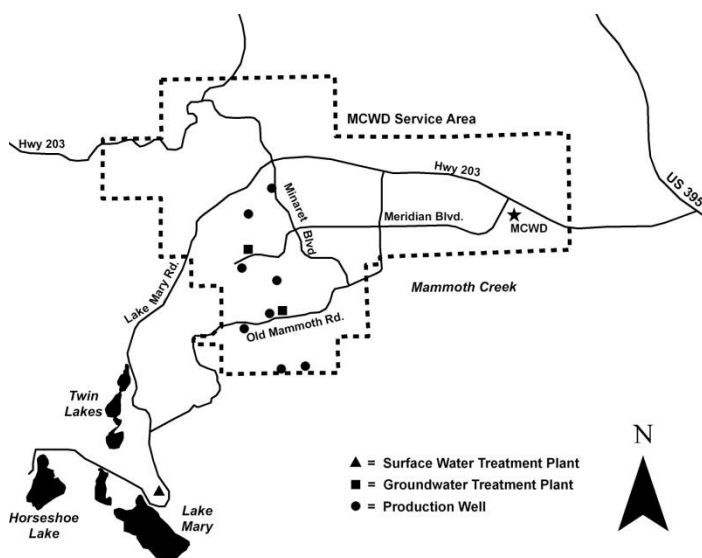 MCWD Service Area
Hwy 203
Hwy 203
US 395
Minaret Blvd
Meridian Blvd.
MCWD
Lake Mary Rd.
Mammoth Creek
Old Mammoth Rd.
Twin
Lakes
N
▲ = Surface Water Treatment Plant
■ = Groundwater Treatment Plant
● = Production Well
Horseshoe
Lake
Lake
Mary